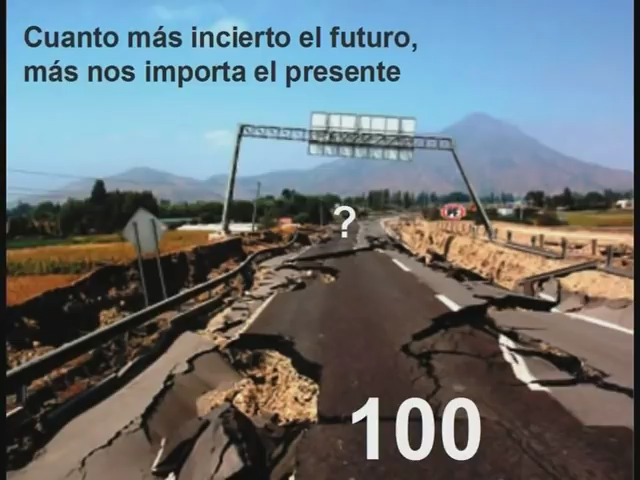 Cuanto más incierto el futuro,
más nos importa el presente
?
100